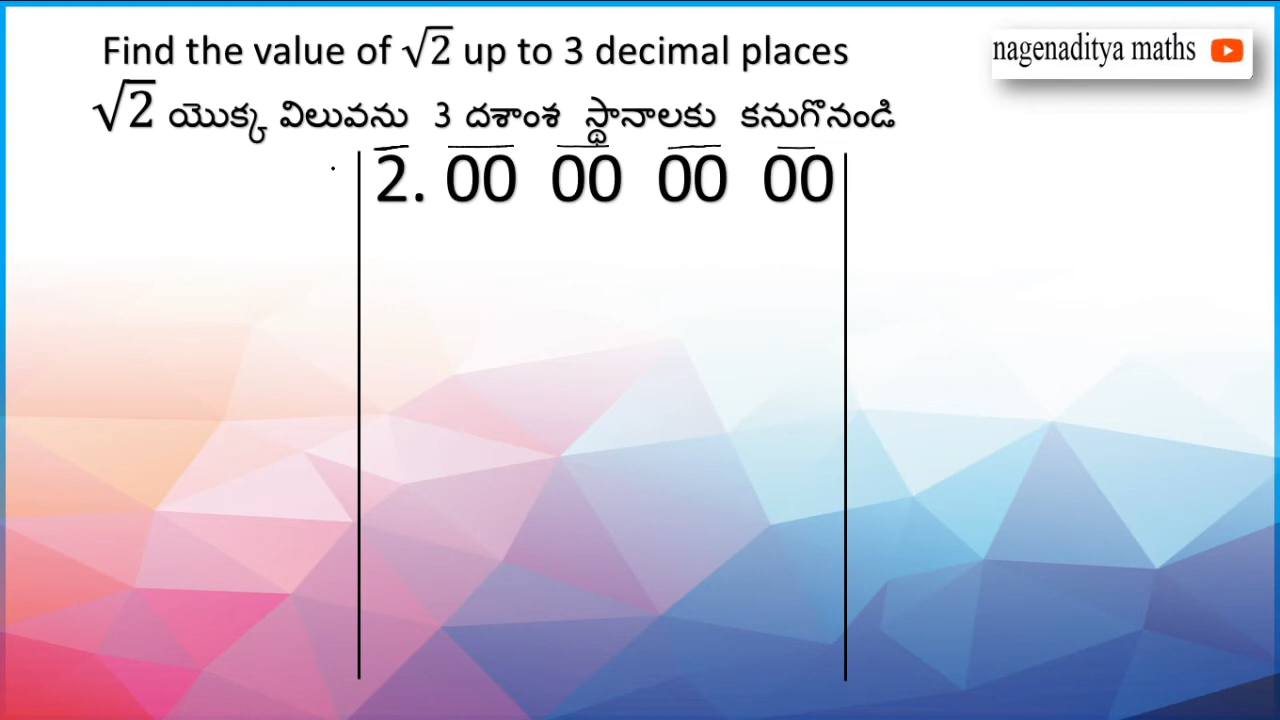 Find the value of √2 up to 3 decimal places
nagenaditya maths
√2 యొక్క విలువను 3 దశాంశ స్థానాలకు కనుగొనండి
2. 00 00 00 00